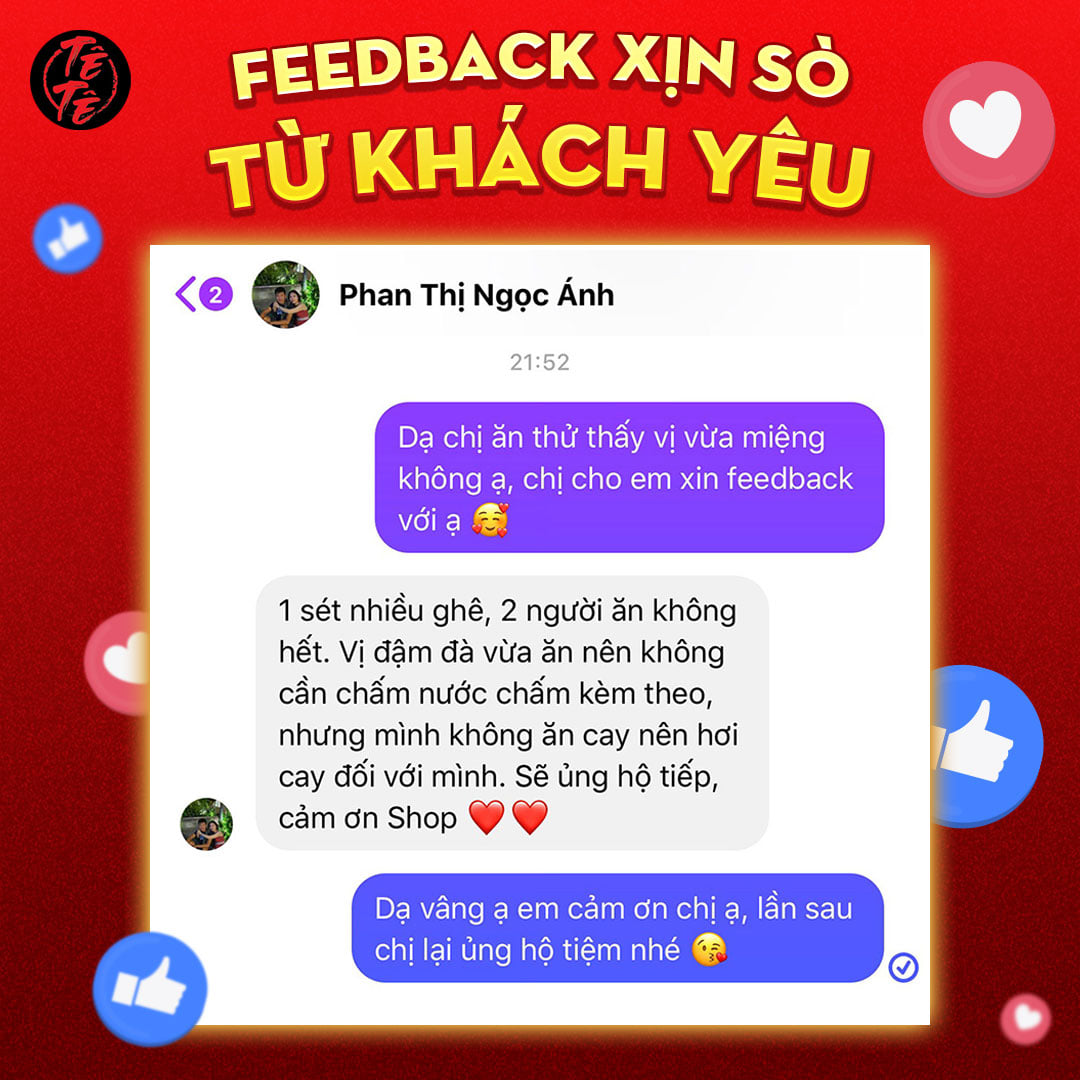 TÊ
TÊ
FEEDBACK XỊN SÒ
TỪ KHÁCH YÊU
2
Phan Thị Ngọc Ánh
21:52
Dạ chị ăn thử thấy vị vừa miệng
không ạ, chị cho em xin feedback
với ạ 🥰
1 sét nhiều ghê, 2 người ăn không
hết. Vị đậm đà vừa ăn nên không
cần chấm nước chấm kèm theo,
nhưng mình không ăn cay nên hơi
cay đối với mình. Sẽ ủng hộ tiếp,
cảm ơn Shop ❤️❤️
Dạ vâng ạ em cảm ơn chị ạ, lần sau
chị lại ủng hộ tiệm nhé 😘